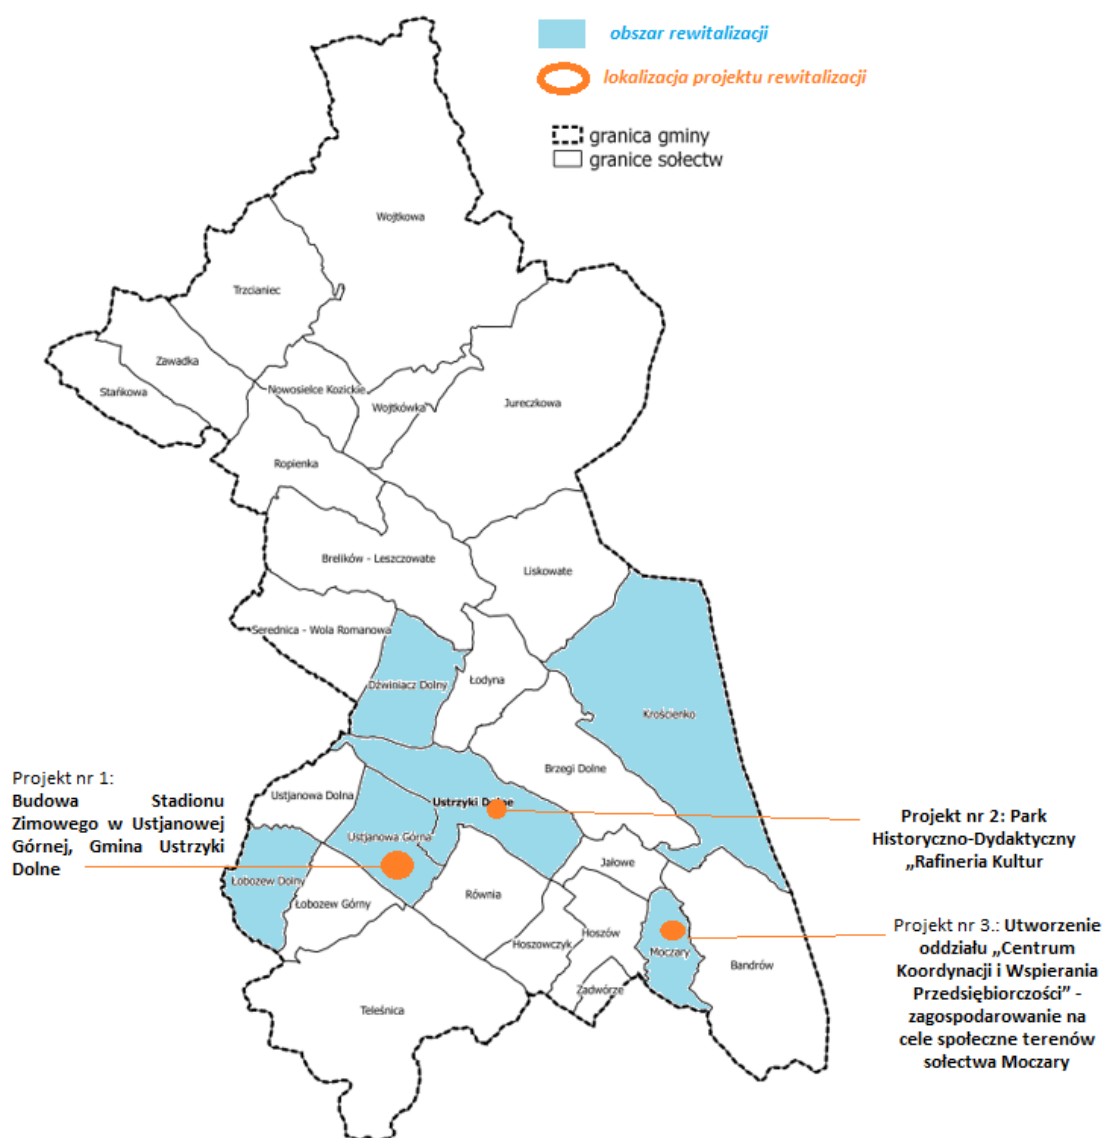 obszar rewitalizacji
lokalizacja projektu rewitalizacji
granica gminy
granice sołectw
Wojtkowa
Trzcianiec
Zawadka
Stańkowa
Nowosielce Kozickie
Wojtkówka
Jureczkowa
Ropienka
Brelików - Leszczowate
Liskowate
Serednica - Wola Romanowa
Dźwiniacz Dolny
Łodyna
Krościenko
Brzegi Dolne
Ustjanowa Dolna
Ustrzyki Dolne
Ustjanowa Górna
Jałowe
Łobozew Dolny
Łobozew Górny
Równia
Hoszów
Hoszowczyk
Moczary
Bandrów
Zadwórze
Teleśnica
Projekt nr 1:
Budowa Stadionu
Zimowego w Ustjanowej
Górnej, Gmina Ustrzyki
Dolne
Projekt nr 2: Park
Historyczno-Dydaktyczny
„Rafineria Kultur
Projekt nr 3.: Utworzenie
oddziału „Centrum
Koordynacji i Wspierania
Przedsiębiorczości” -
zagospodarowanie na
cele społeczne terenów
sołectwa Moczary